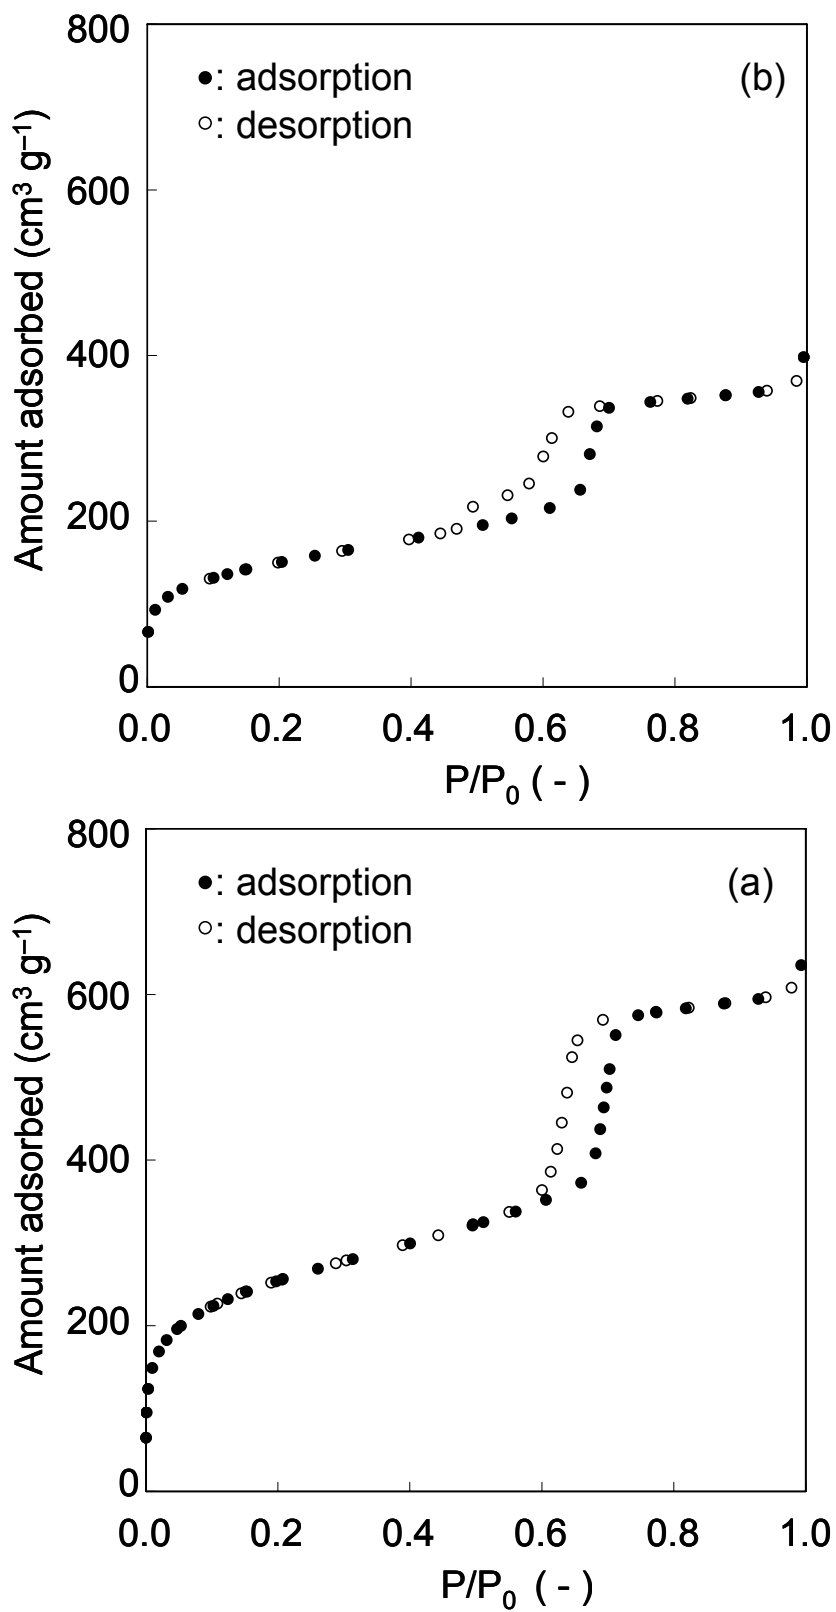 800
600
400
200
0
Amount adsorbed (cm³ g⁻¹)
●: adsorption
○: desorption
(b)
0.0 0.2 0.4 0.6 0.8 1.0
P/P₀ ( - )
800
600
400
200
0
Amount adsorbed (cm³ g⁻¹)
●: adsorption
○: desorption
(a)
0.0 0.2 0.4 0.6 0.8 1.0
P/P₀ ( - )